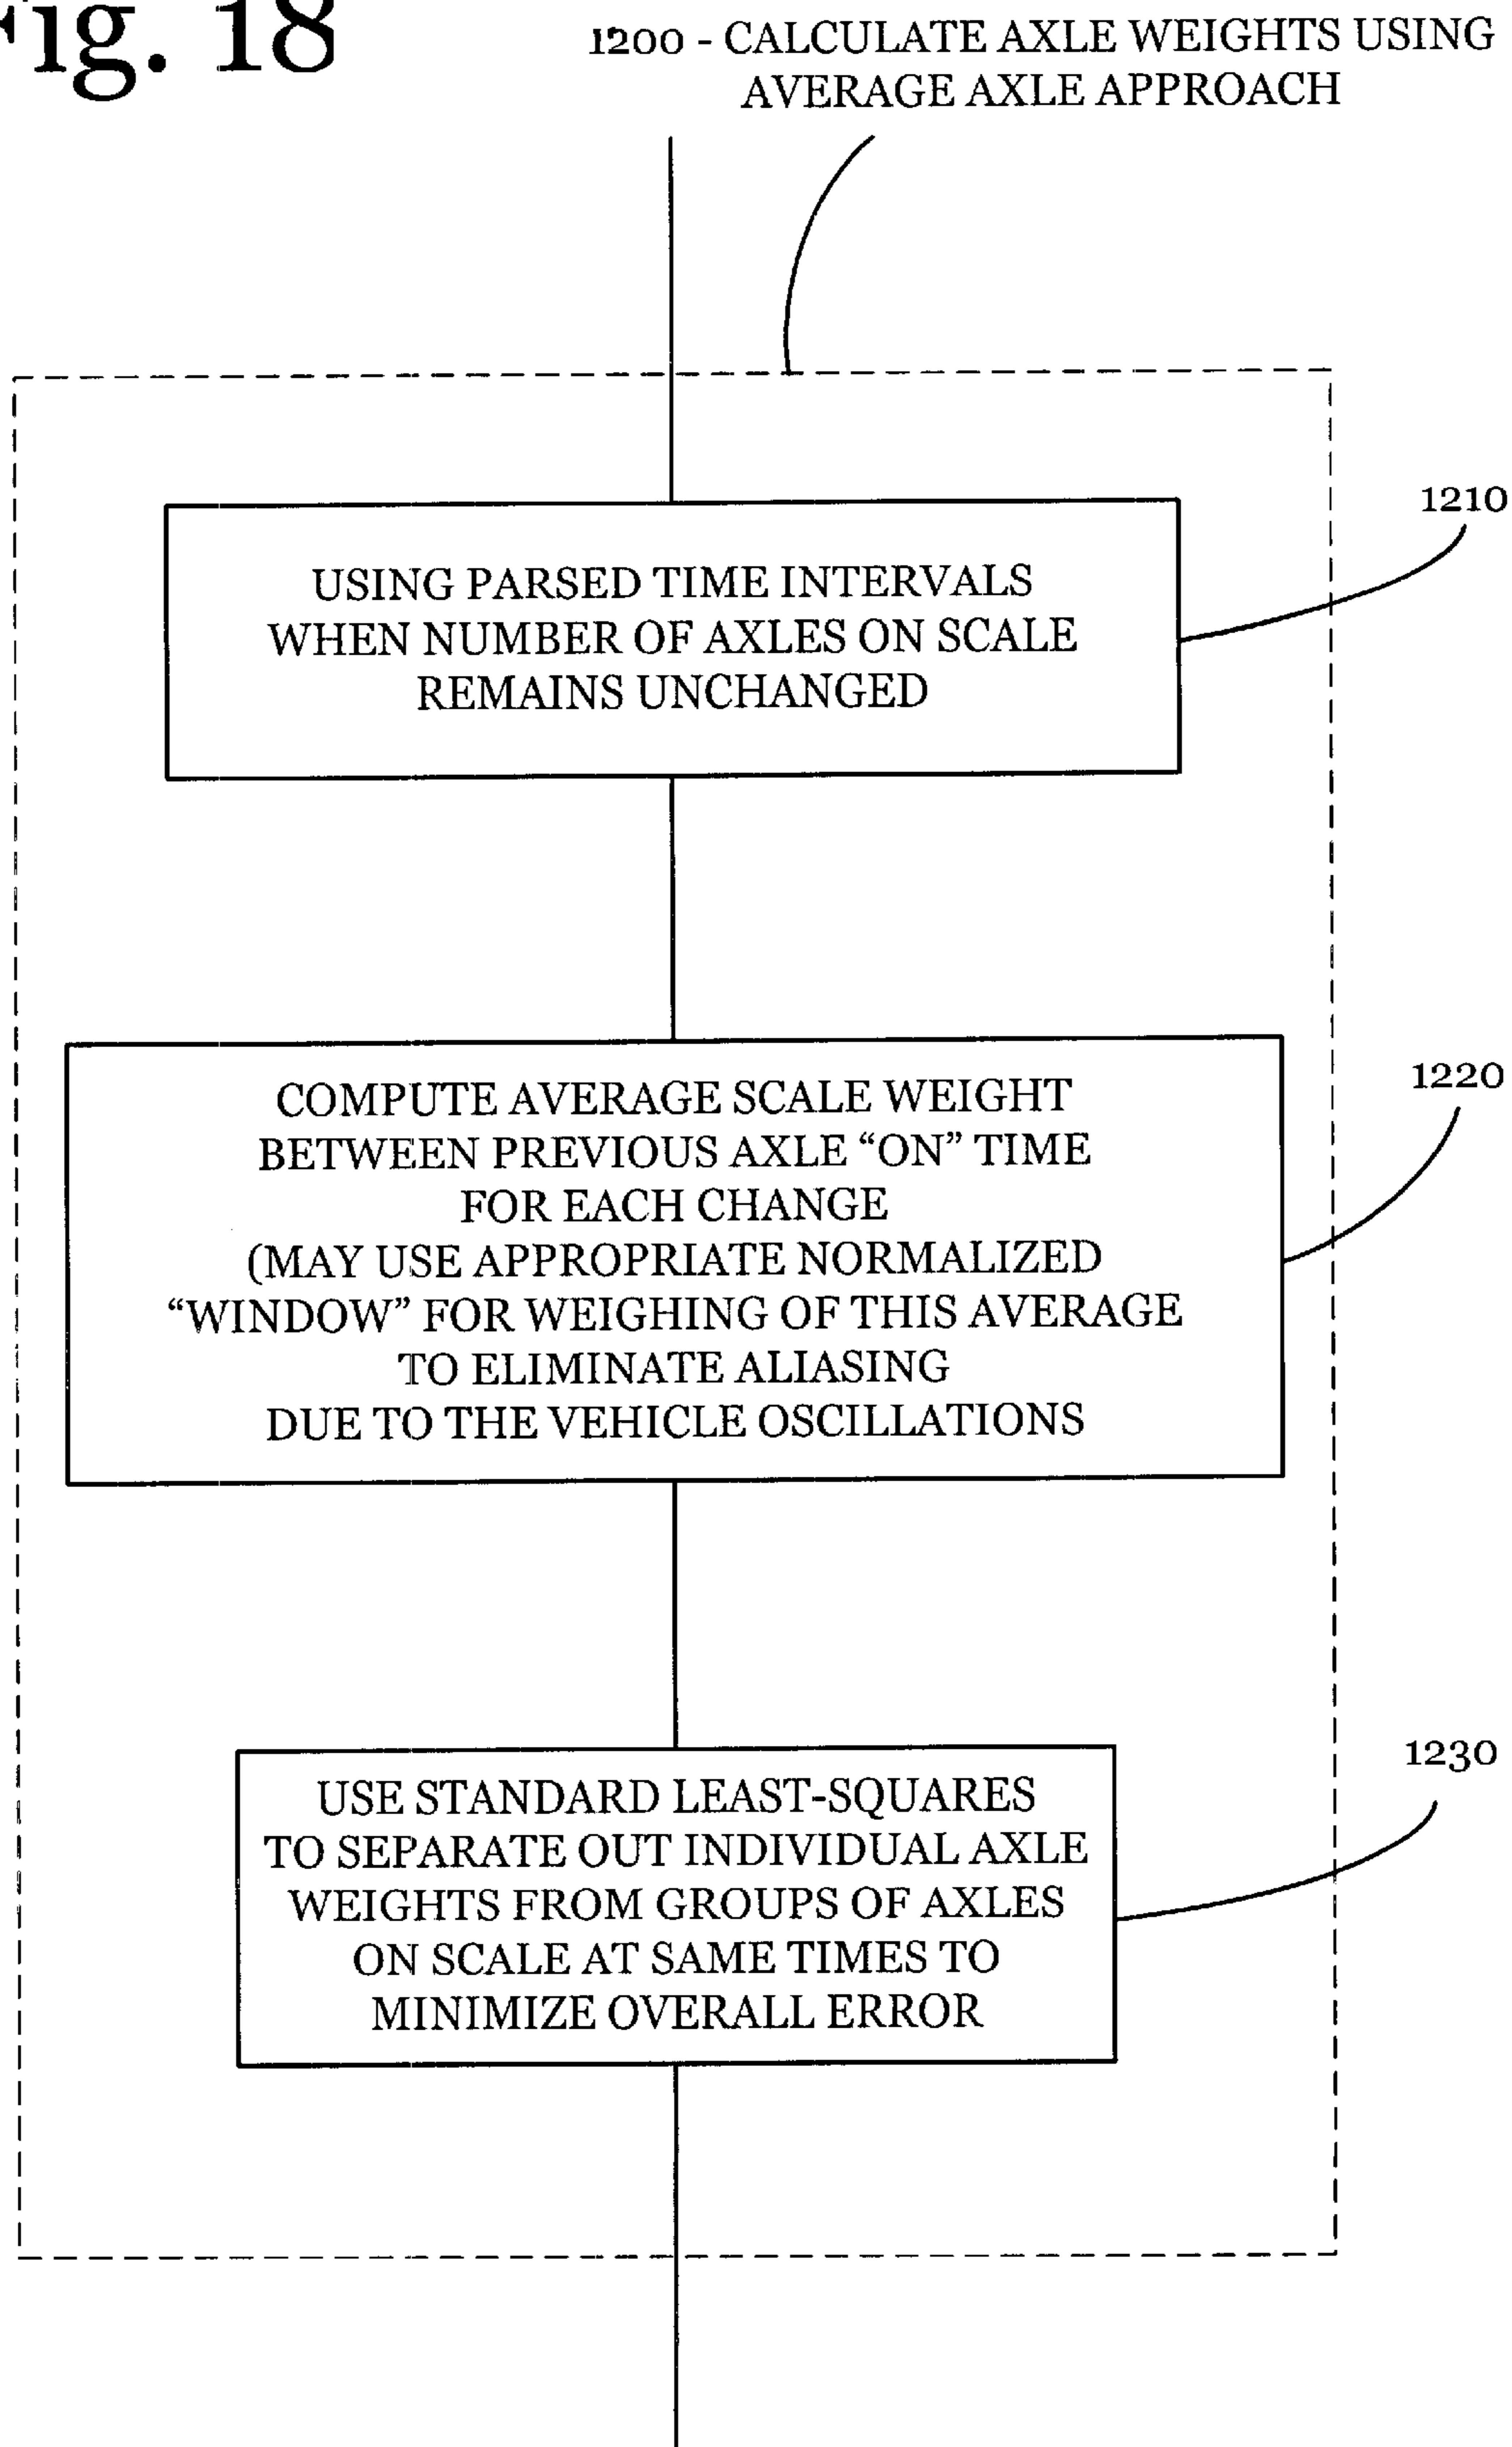 Fig. 18
1200 - CALCULATE AXLE WEIGHTS USING
AVERAGE AXLE APPROACH
1210
USING PARSED TIME INTERVALS
WHEN NUMBER OF AXLES ON SCALE
REMAINS UNCHANGED
1220
COMPUTE AVERAGE SCALE WEIGHT
BETWEEN PREVIOUS AXLE “ON” TIME
FOR EACH CHANGE
(MAY USE APPROPRIATE NORMALIZED
“WINDOW” FOR WEIGHING OF THIS AVERAGE
TO ELIMINATE ALIASING
DUE TO THE VEHICLE OSCILLATIONS
1230
USE STANDARD LEAST-SQUARES
TO SEPARATE OUT INDIVIDUAL AXLE
WEIGHTS FROM GROUPS OF AXLES
ON SCALE AT SAME TIMES TO
MINIMIZE OVERALL ERROR